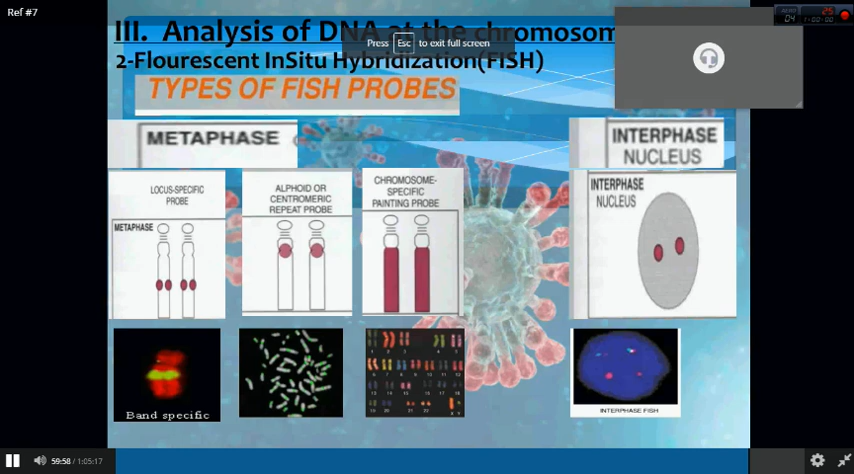 Ref #7
III. Analysis of DNA at the chromosom
Press Esc to exit full screen
2-Flourescent InSitu Hybridization(FISH)
TYPES OF FISH PROBES
METAPHASE
INTERPHASE
NUCLEUS
LOCUS-SPECIFIC
PROBE
METAPHASE
ALPHOID OR
CENTROMERIC
REPEAT PROBE
CHROMOSOME-
SPECIFIC
PAINTING PROBE
INTERPHASE
NUCLEUS
Band specific
INTERPHASE FISH
59:58 / 1:05:17